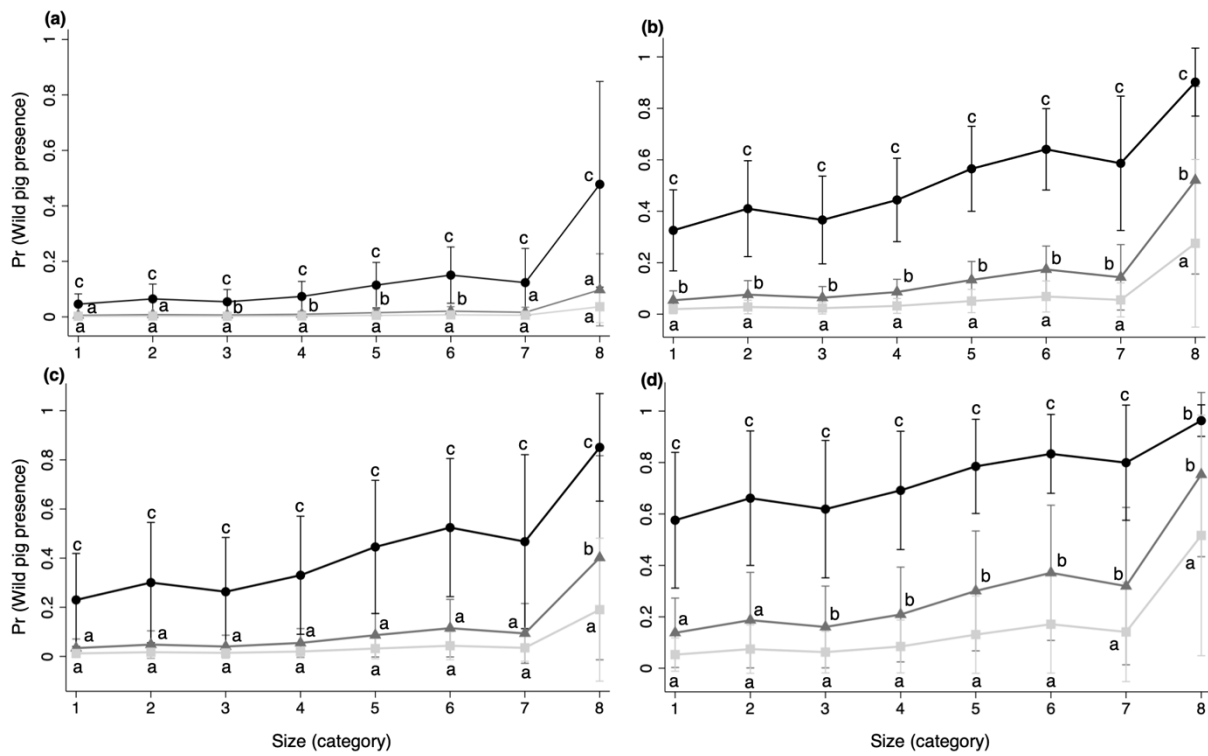 (a)
Pr (Wild pig presence)
1
0.8
0.6
0.4
0.2
0
c c c c c c c c
a a b b b b a a
a a a a a a a a
1 2 3 4 5 6 7 8
(b)
1
0.8
0.6
0.4
0.2
0
c c c c c c c c
b b b b b b b b
a a a a a a a a
1 2 3 4 5 6 7 8
(c)
Pr (Wild pig presence)
1
0.8
0.6
0.4
0.2
0
c c c c c c c c
a a a a a a a b
a a a a a a a a
1 2 3 4 5 6 7 8
Size (category)
(d)
1
0.8
0.6
0.4
0.2
0
c c c c c c c b
a a b b b b b b
a a a a a a a a
1 2 3 4 5 6 7 8
Size (category)